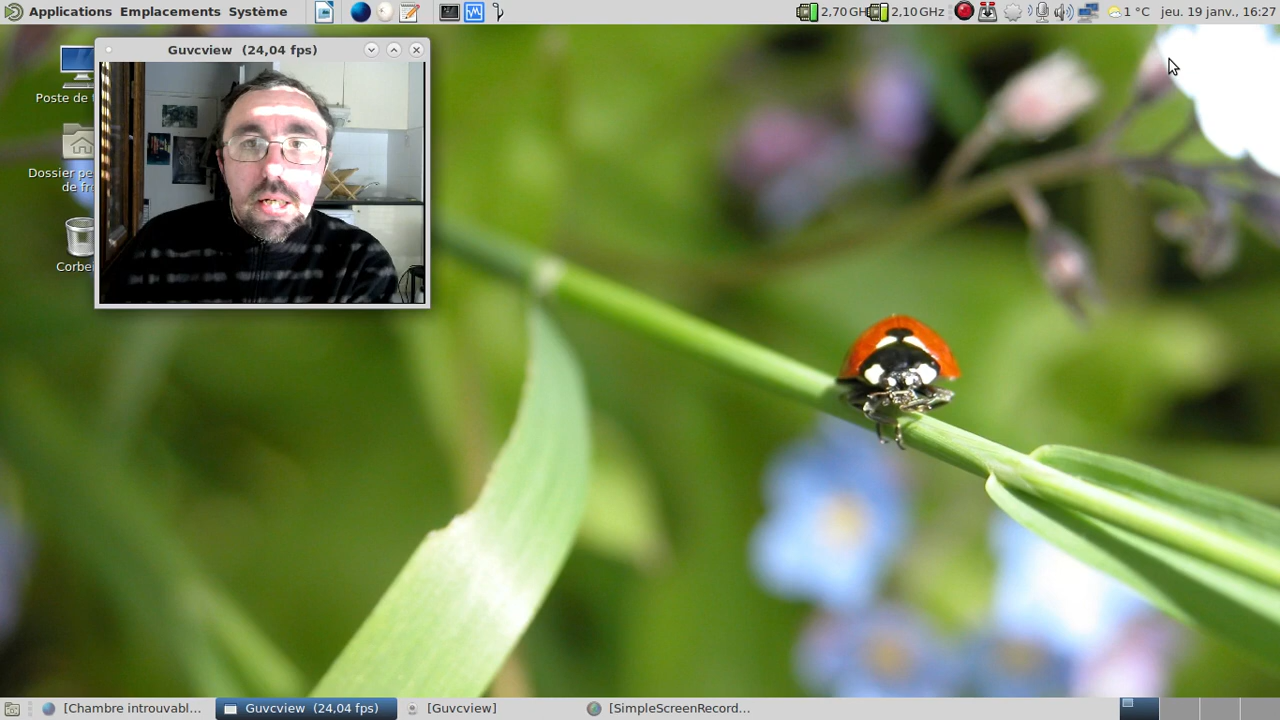 Applications Emplacements Système
2,70 GH 2,10 GHz 1 °C jeu. 19 janv., 16:27
Guvcview (24,04 fps)
Poste de t
Dossier pe
de fre
Corbe
[Chambre introuvabl... Guvcview (24,04 fps) [Guvcview] [SimpleScreenRecord...